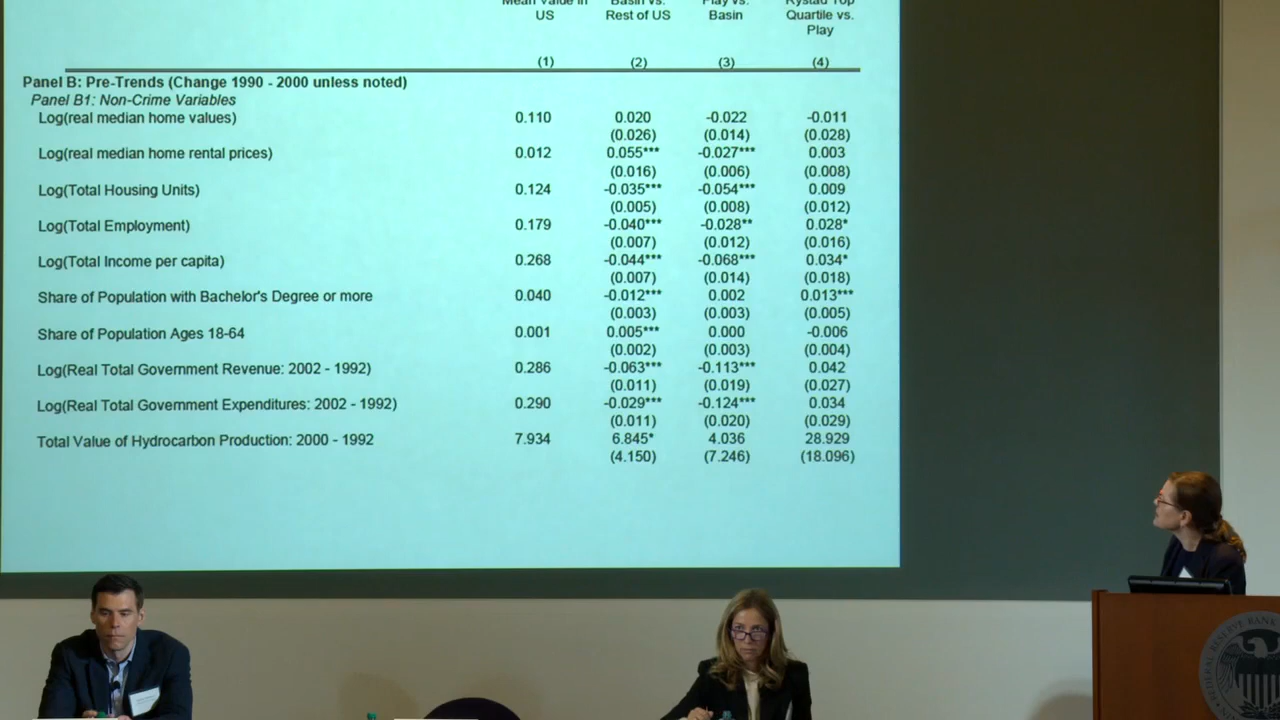 Mean Value in US Basin vs. Rest of US Play vs. Basin Rystad Top Quartile vs. Play
(1) (2) (3) (4)
Panel B: Pre-Trends (Change 1990 - 2000 unless noted)
Panel B1: Non-Crime Variables
Log(real median home values) 0.110 0.020 -0.022 -0.011
(0.026) (0.014) (0.028)
Log(real median home rental prices) 0.012 0.055*** -0.027*** 0.003
(0.016) (0.006) (0.008)
Log(Total Housing Units) 0.124 -0.035*** -0.054*** 0.009
(0.005) (0.008) (0.012)
Log(Total Employment) 0.179 -0.040*** -0.028** 0.028*
(0.007) (0.012) (0.016)
Log(Total Income per capita) 0.268 -0.044*** -0.068*** 0.034*
(0.007) (0.014) (0.018)
Share of Population with Bachelor's Degree or more 0.040 -0.012*** 0.002 0.013***
(0.003) (0.003) (0.005)
Share of Population Ages 18-64 0.001 0.005*** 0.000 -0.006
(0.002) (0.003) (0.004)
Log(Real Total Government Revenue: 2002 - 1992) 0.286 -0.063*** -0.113*** 0.042
(0.011) (0.019) (0.027)
Log(Real Total Government Expenditures: 2002 - 1992) 0.290 -0.029*** -0.124*** 0.034
(0.011) (0.020) (0.029)
Total Value of Hydrocarbon Production: 2000 - 1992 7.934 6.845* 4.036 28.929
(4.150) (7.246) (18.096)
FEDERAL RESERVE BANK